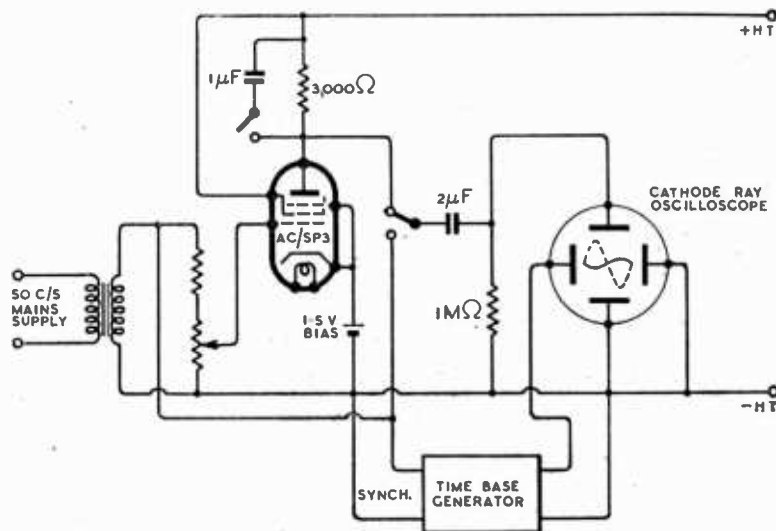 +HT
1µF
3,000Ω
2µF
CATHODE RAY
OSCILLOSCOPE
AC/SP3
50 C/S
MAINS
SUPPLY
1·5 V
BIAS
1MΩ
-HT
SYNCH.
TIME BASE
GENERATOR